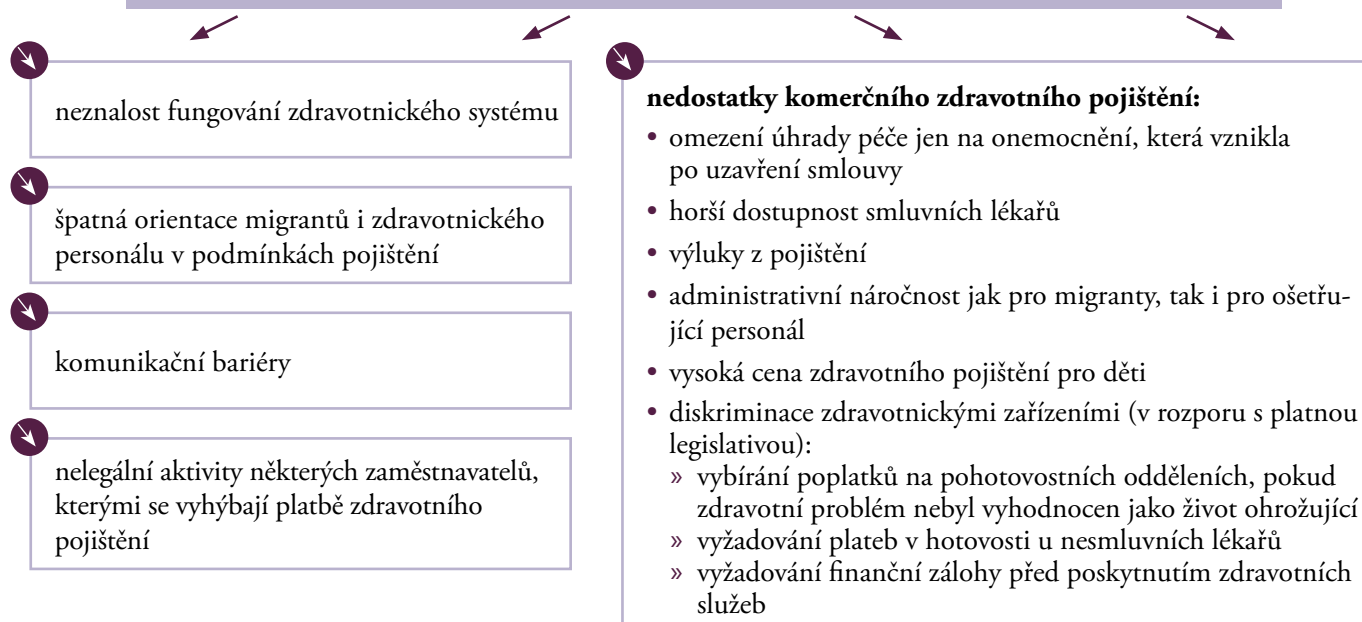 neznalost fungování zdravotnického systému
špatná orientace migrantů i zdravotnického
personálu v podmínkách pojištění
komunikační bariéry
nelegální aktivity některých zaměstnavatelů,
kterými se vyhýbají platbě zdravotního
pojištění
nedostatky komerčního zdravotního pojištění:
• omezení úhrady péče jen na onemocnění, která vznikla
po uzavření smlouvy
• horší dostupnost smluvních lékařů
• výluky z pojištění
• administrativní náročnost jak pro migranty, tak i pro ošetřu-
jící personál
• vysoká cena zdravotního pojištění pro děti
• diskriminace zdravotnickými zařízeními (v rozporu s platnou
legislativou):
» vybírání poplatků na pohotovostních odděleních, pokud
zdravotní problém nebyl vyhodnocen jako život ohrožující
» vyžadování plateb v hotovosti u nesmluvních lékařů
» vyžadování finanční zálohy před poskytnutím zdravotních
služeb